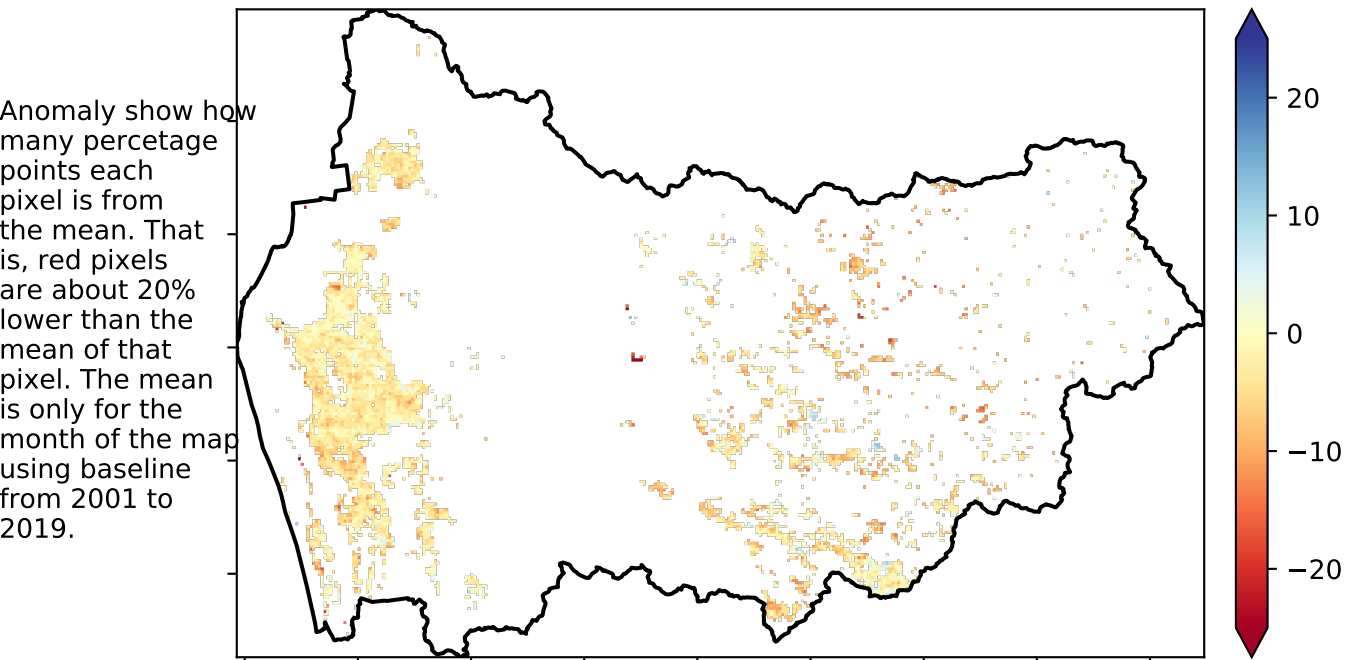 Anomaly show how
many percetage
points each
pixel is from
the mean. That
is, red pixels
are about 20%
lower than the
mean of that
pixel. The mean
is only for the
month of the map
using baseline
from 2001 to
2019.
20
10
0
−10
−20